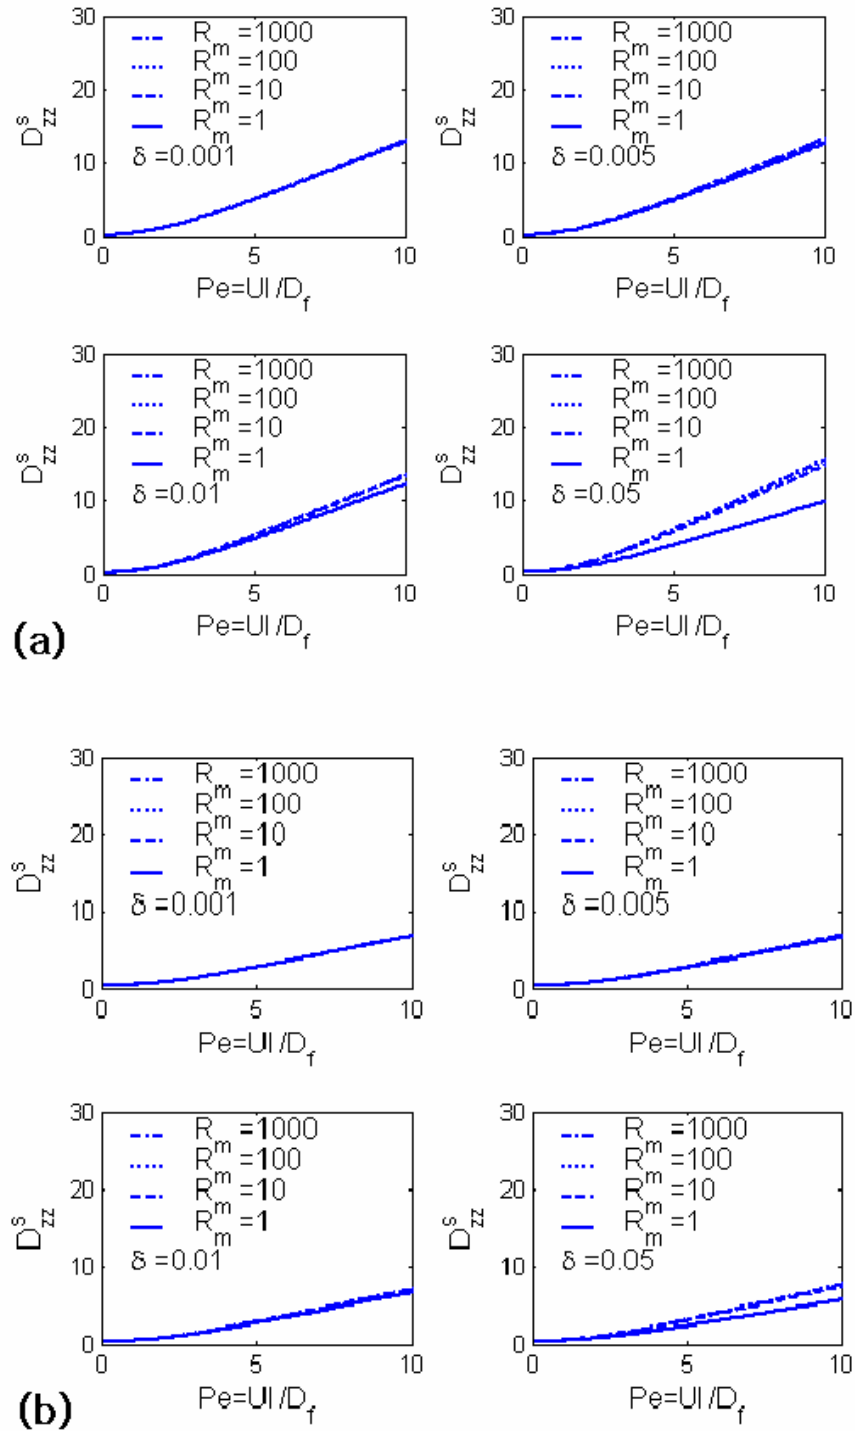 30
20
10
0
D^s_zz
R_m=1000
R_m=100
R_m=10
R_m=1
δ=0.001
0 5 10
Pe=Ul/D_f
30
20
10
0
D^s_zz
R_m=1000
R_m=100
R_m=10
R_m=1
δ=0.005
0 5 10
Pe=Ul/D_f
30
20
10
0
D^s_zz
R_m=1000
R_m=100
R_m=10
R_m=1
δ=0.01
0 5 10
Pe=Ul/D_f
30
20
10
0
D^s_zz
R_m=1000
R_m=100
R_m=10
R_m=1
δ=0.05
0 5 10
Pe=Ul/D_f
(a)
30
20
10
0
D^s_zz
R_m=1000
R_m=100
R_m=10
R_m=1
δ=0.001
0 5 10
Pe=Ul/D_f
30
20
10
0
D^s_zz
R_m=1000
R_m=100
R_m=10
R_m=1
δ=0.005
0 5 10
Pe=Ul/D_f
30
20
10
0
D^s_zz
R_m=1000
R_m=100
R_m=10
R_m=1
δ=0.01
0 5 10
Pe=Ul/D_f
30
20
10
0
D^s_zz
R_m=1000
R_m=100
R_m=10
R_m=1
δ=0.05
0 5 10
Pe=Ul/D_f
(b)